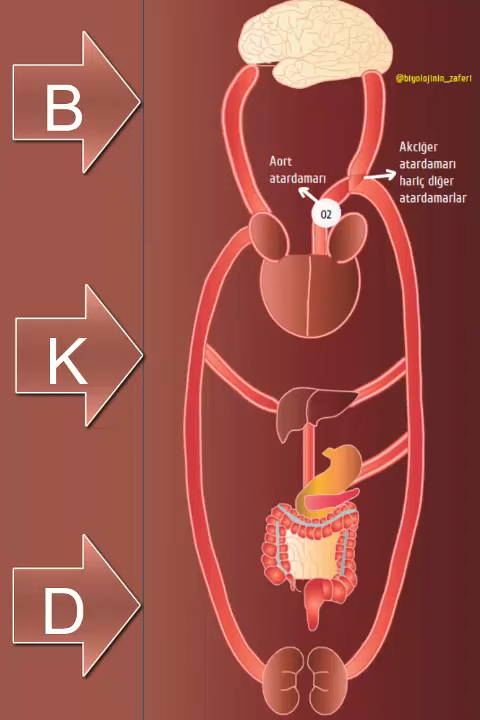 B
@biyolojinin_zaferi
Akciğer
atardamarı
hariç diğer
atardamarlar
Aort
atardamarı
O2
K
D